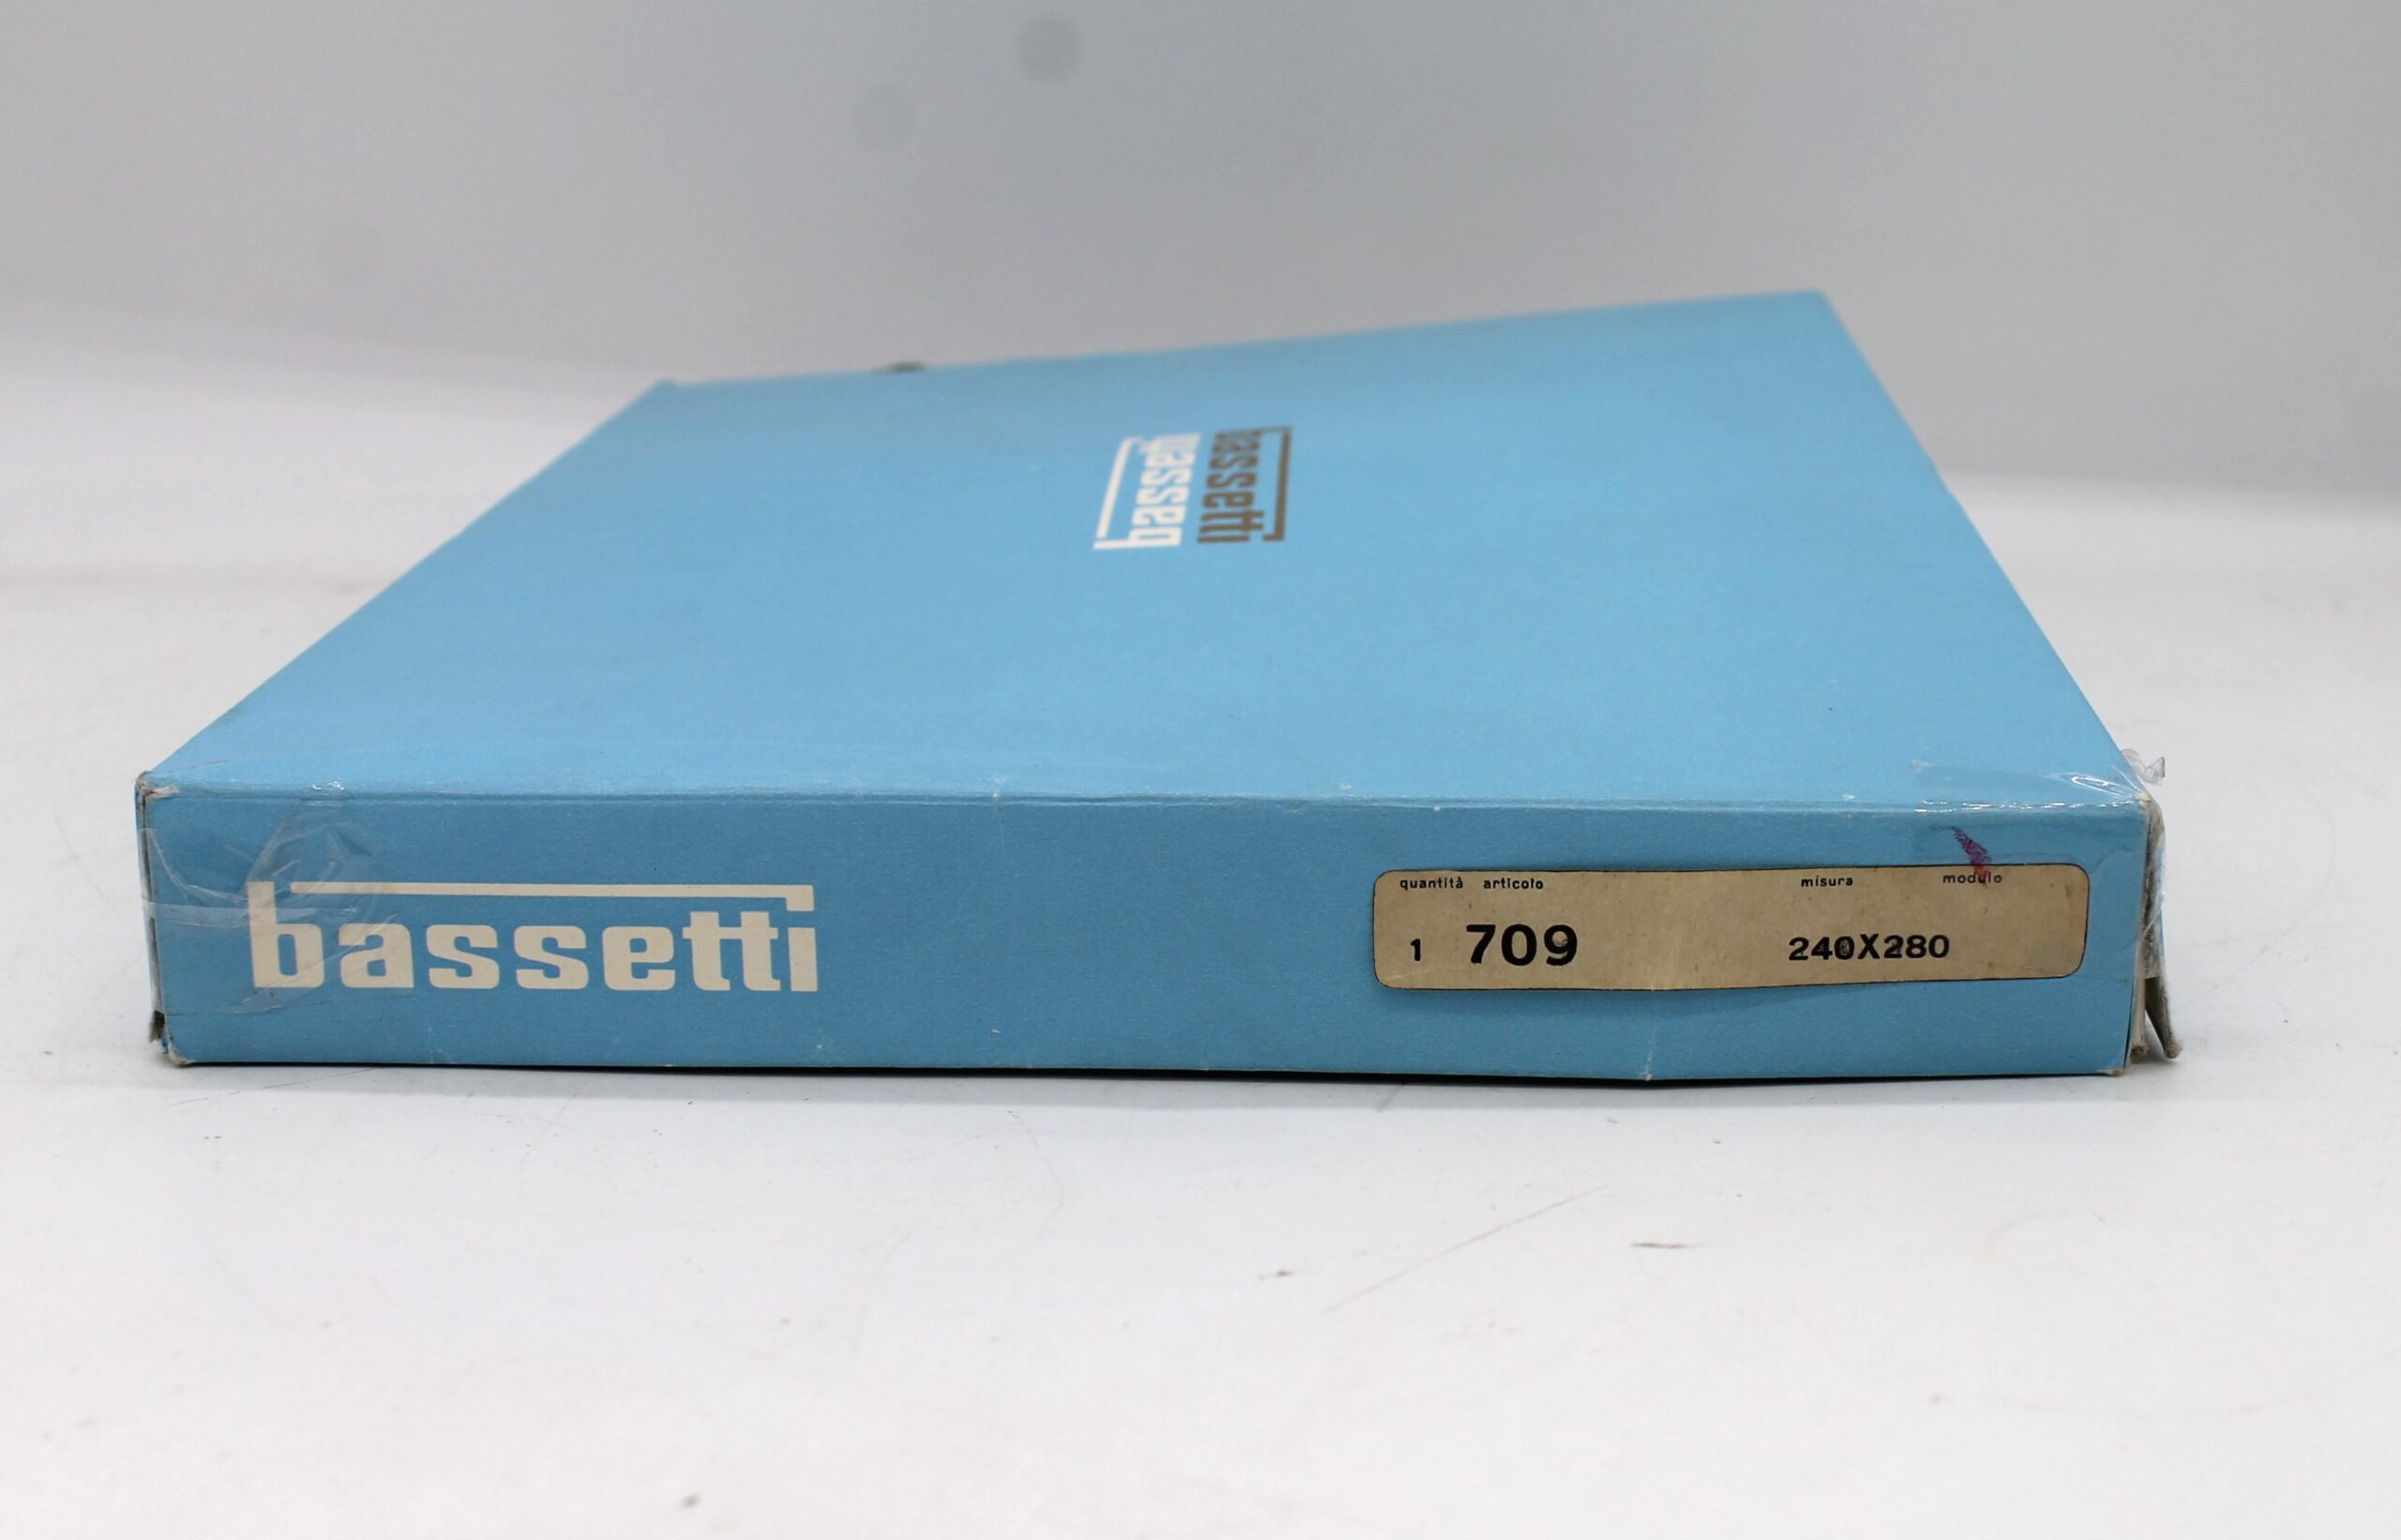 bassetti
bassetti
bassetti
quantità articolo misura modulo
1 709 240X280